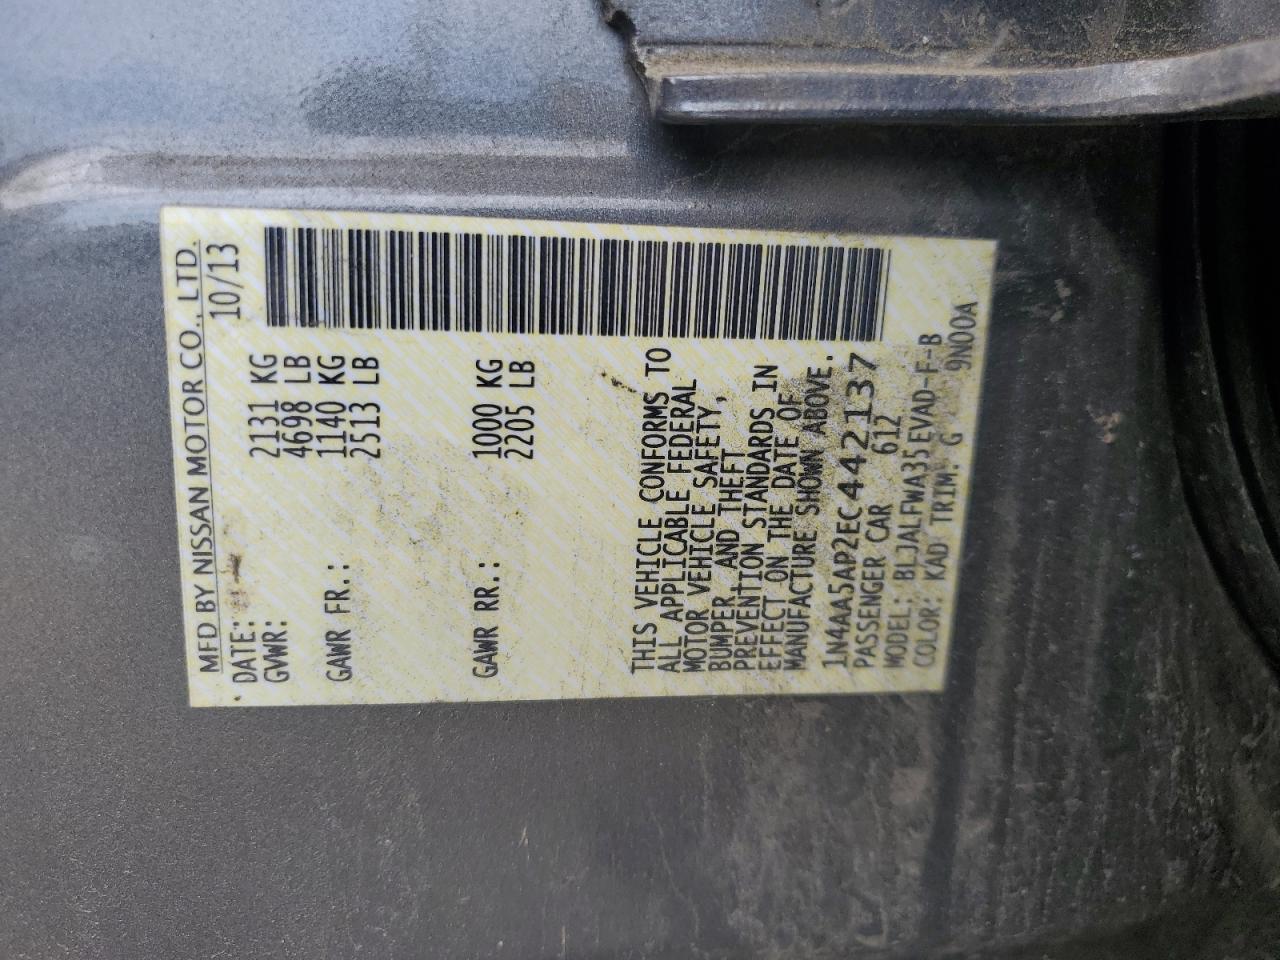 MFD BY NISSAN MOTOR CO., LTD.
DATE: 10/13
GVWR: 2131 KG
4698 LB
GAWR FR.: 1140 KG
2513 LB
GAWR RR.: 1000 KG
2205 LB
THIS VEHICLE CONFORMS TO
ALL APPLICABLE FEDERAL
MOTOR VEHICLE SAFETY,
BUMPER AND THEFT
PREVENTION STANDARDS IN
EFFECT ON THE DATE OF
MANUFACTURE SHOWN ABOVE.
1N4AA5AP2EC442137
PASSENGER CAR 612
MODEL: BLJALFWA35EVAD-F-B
COLOR: KAD TRIM: G 9N00A